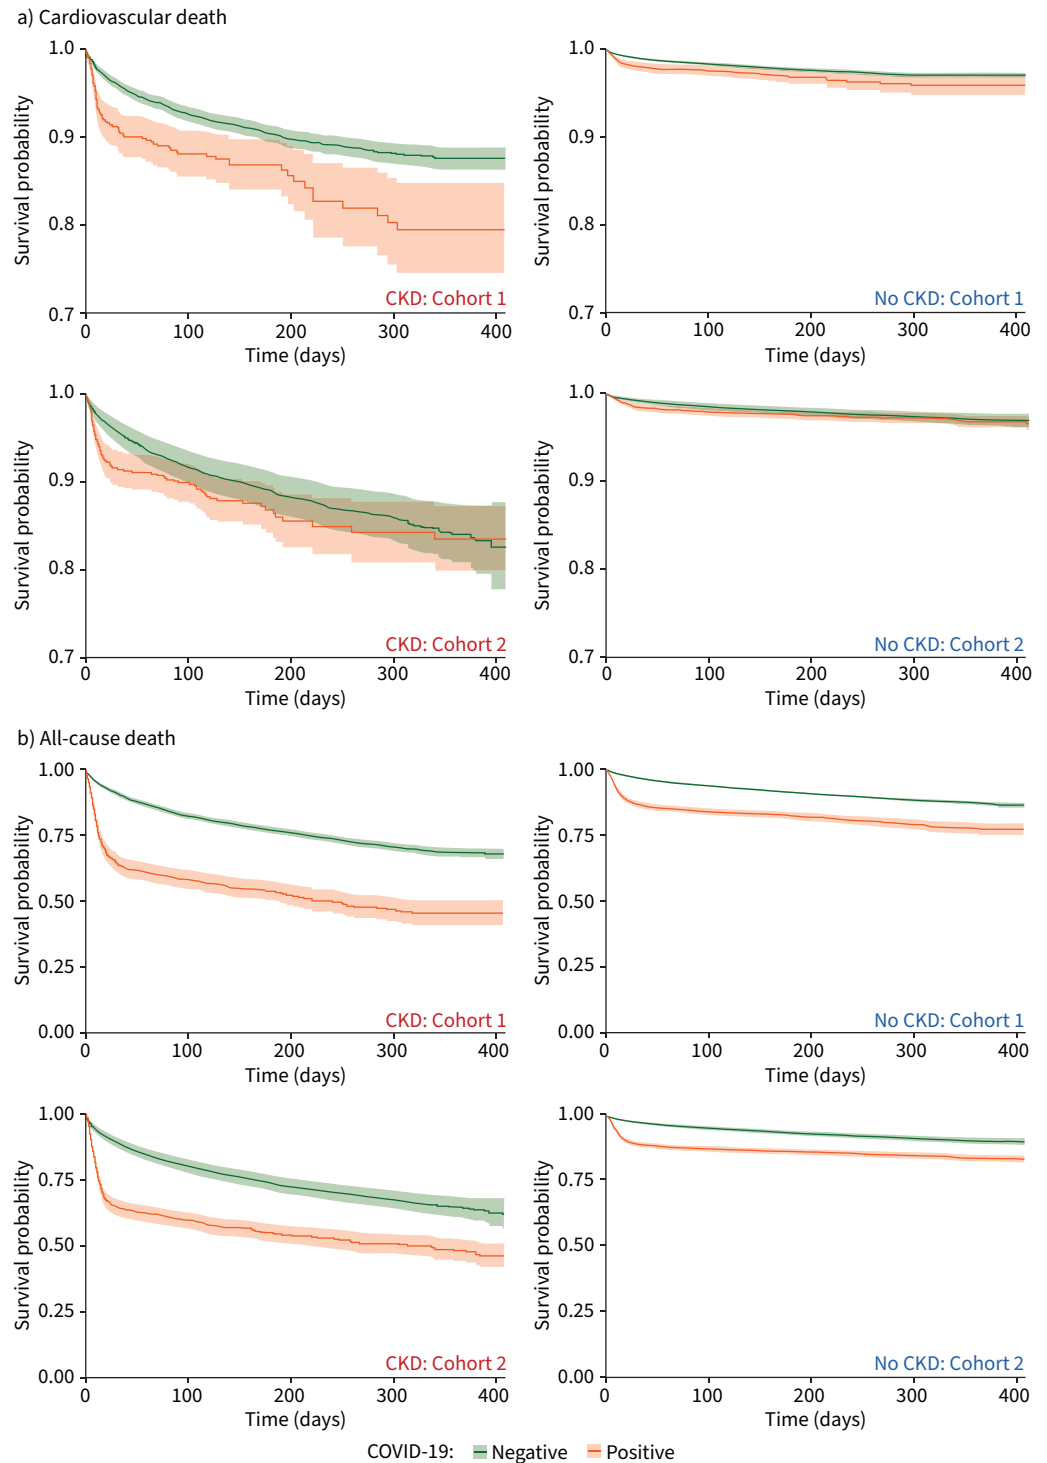 a) Cardiovascular death
1.0
0.9
0.8
0.7
Survival probability
0 100 200 300 400
Time (days)
CKD: Cohort 1
1.0
0.9
0.8
0.7
Survival probability
0 100 200 300 400
Time (days)
No CKD: Cohort 1
1.0
0.9
0.8
0.7
Survival probability
0 100 200 300 400
Time (days)
CKD: Cohort 2
1.0
0.9
0.8
0.7
Survival probability
0 100 200 300 400
Time (days)
No CKD: Cohort 2
b) All-cause death
1.00
0.75
0.50
0.25
0.00
Survival probability
0 100 200 300 400
Time (days)
CKD: Cohort 1
1.00
0.75
0.50
0.25
0.00
Survival probability
0 100 200 300 400
Time (days)
No CKD: Cohort 1
1.00
0.75
0.50
0.25
0.00
Survival probability
0 100 200 300 400
Time (days)
CKD: Cohort 2
1.00
0.75
0.50
0.25
0.00
Survival probability
0 100 200 300 400
Time (days)
No CKD: Cohort 2
COVID-19: Negative Positive